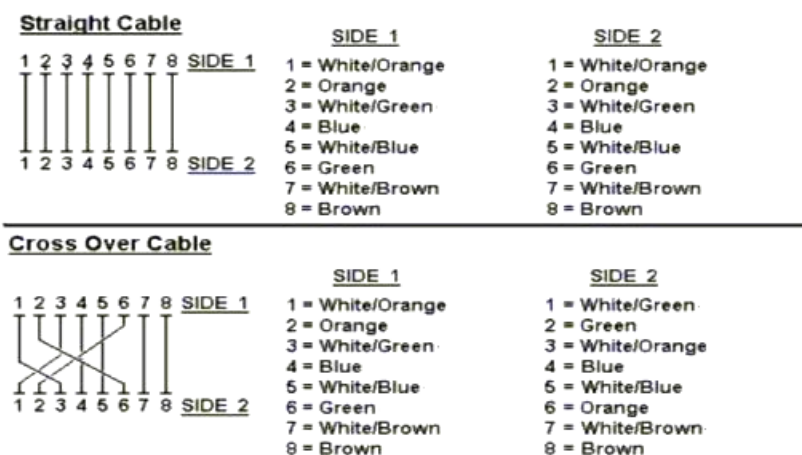 Straight Cable
1 2 3 4 5 6 7 8 SIDE 1
1 2 3 4 5 6 7 8 SIDE 2
SIDE 1
1 = White/Orange
2 = Orange
3 = White/Green
4 = Blue
5 = White/Blue
6 = Green
7 = White/Brown
8 = Brown
SIDE 2
1 = White/Orange
2 = Orange
3 = White/Green
4 = Blue
5 = White/Blue
6 = Green
7 = White/Brown
8 = Brown
Cross Over Cable
1 2 3 4 5 6 7 8 SIDE 1
1 2 3 4 5 6 7 8 SIDE 2
SIDE 1
1 = White/Orange
2 = Orange
3 = White/Green
4 = Blue
5 = White/Blue
6 = Green
7 = White/Brown
8 = Brown
SIDE 2
1 = White/Green
2 = Green
3 = White/Orange
4 = Blue
5 = White/Blue
6 = Orange
7 = White/Brown
8 = Brown